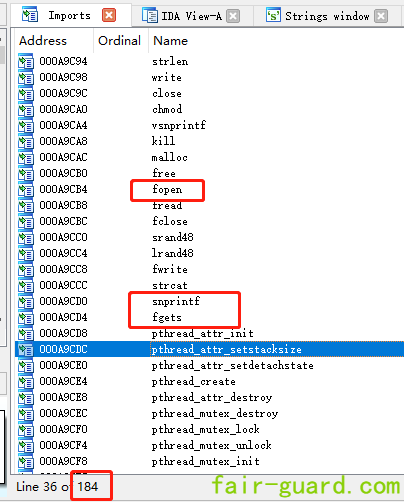 Imports
IDA View-A
Strings window
Address Ordinal Name
000A9C94 strlen
000A9C98 write
000A9C9C close
000A9CA0 chmod
000A9CA4 vsnprintf
000A9CA8 kill
000A9CAC malloc
000A9CB0 free
000A9CB4 fopen
000A9CB8 fread
000A9CBC fclose
000A9CC0 srand48
000A9CC4 lrand48
000A9CC8 fwrite
000A9CCC strcat
000A9CD0 snprintf
000A9CD4 fgets
000A9CD8 pthread_attr_init
000A9CDC pthread_attr_setstacksize
000A9CE0 pthread_attr_setdetachstate
000A9CE4 pthread_create
000A9CE8 pthread_attr_destroy
000A9CEC pthread_mutex_destroy
000A9CF0 pthread_mutex_lock
000A9CF4 pthread_mutex_unlock
000A9CF8 pthread_mutex_init
Line 36 of 184
fair-guard.com